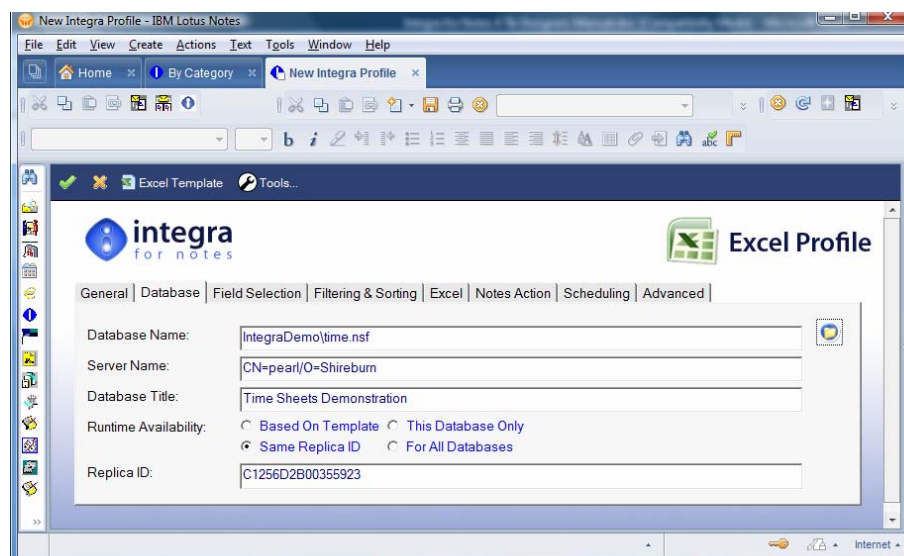 New Integra Profile - IBM Lotus Notes
File Edit View Create Actions Text Tools Window Help
Home By Category New Integra Profile
b i abc
Excel Template Tools...
integra
for notes
Excel Profile
General Database Field Selection Filtering & Sorting Excel Notes Action Scheduling Advanced
Database Name: IntegraDemo\time.nsf
Server Name: CN=pearl/O=Shireburn
Database Title: Time Sheets Demonstration
Runtime Availability: Based On Template This Database Only
Same Replica ID For All Databases
Replica ID: C1256D2B00355923
Internet